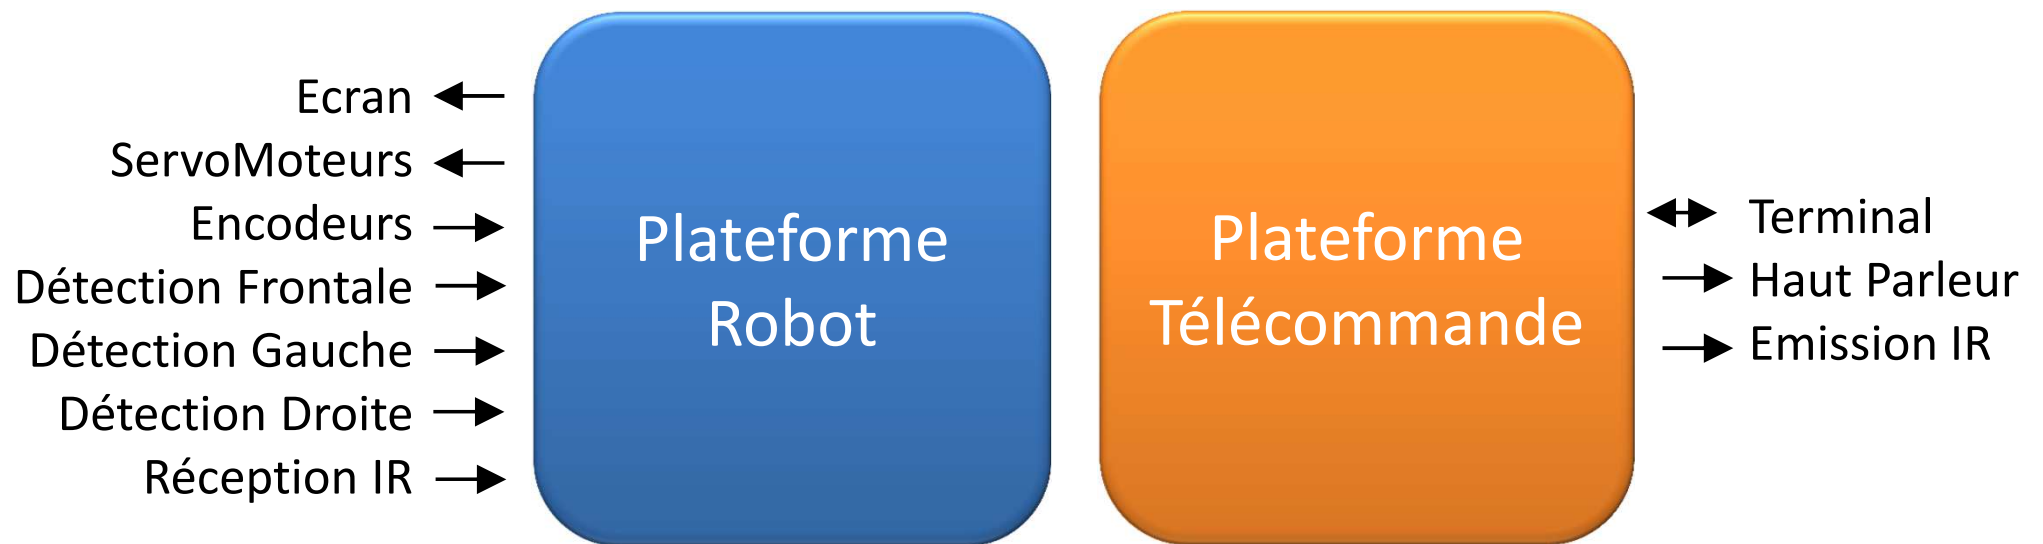 Ecran
ServoMoteurs
Encodeurs
Détection Frontale
Détection Gauche
Détection Droite
Réception IR
Plateforme
Robot
Plateforme
Télécommande
Terminal
Haut Parleur
Emission IR